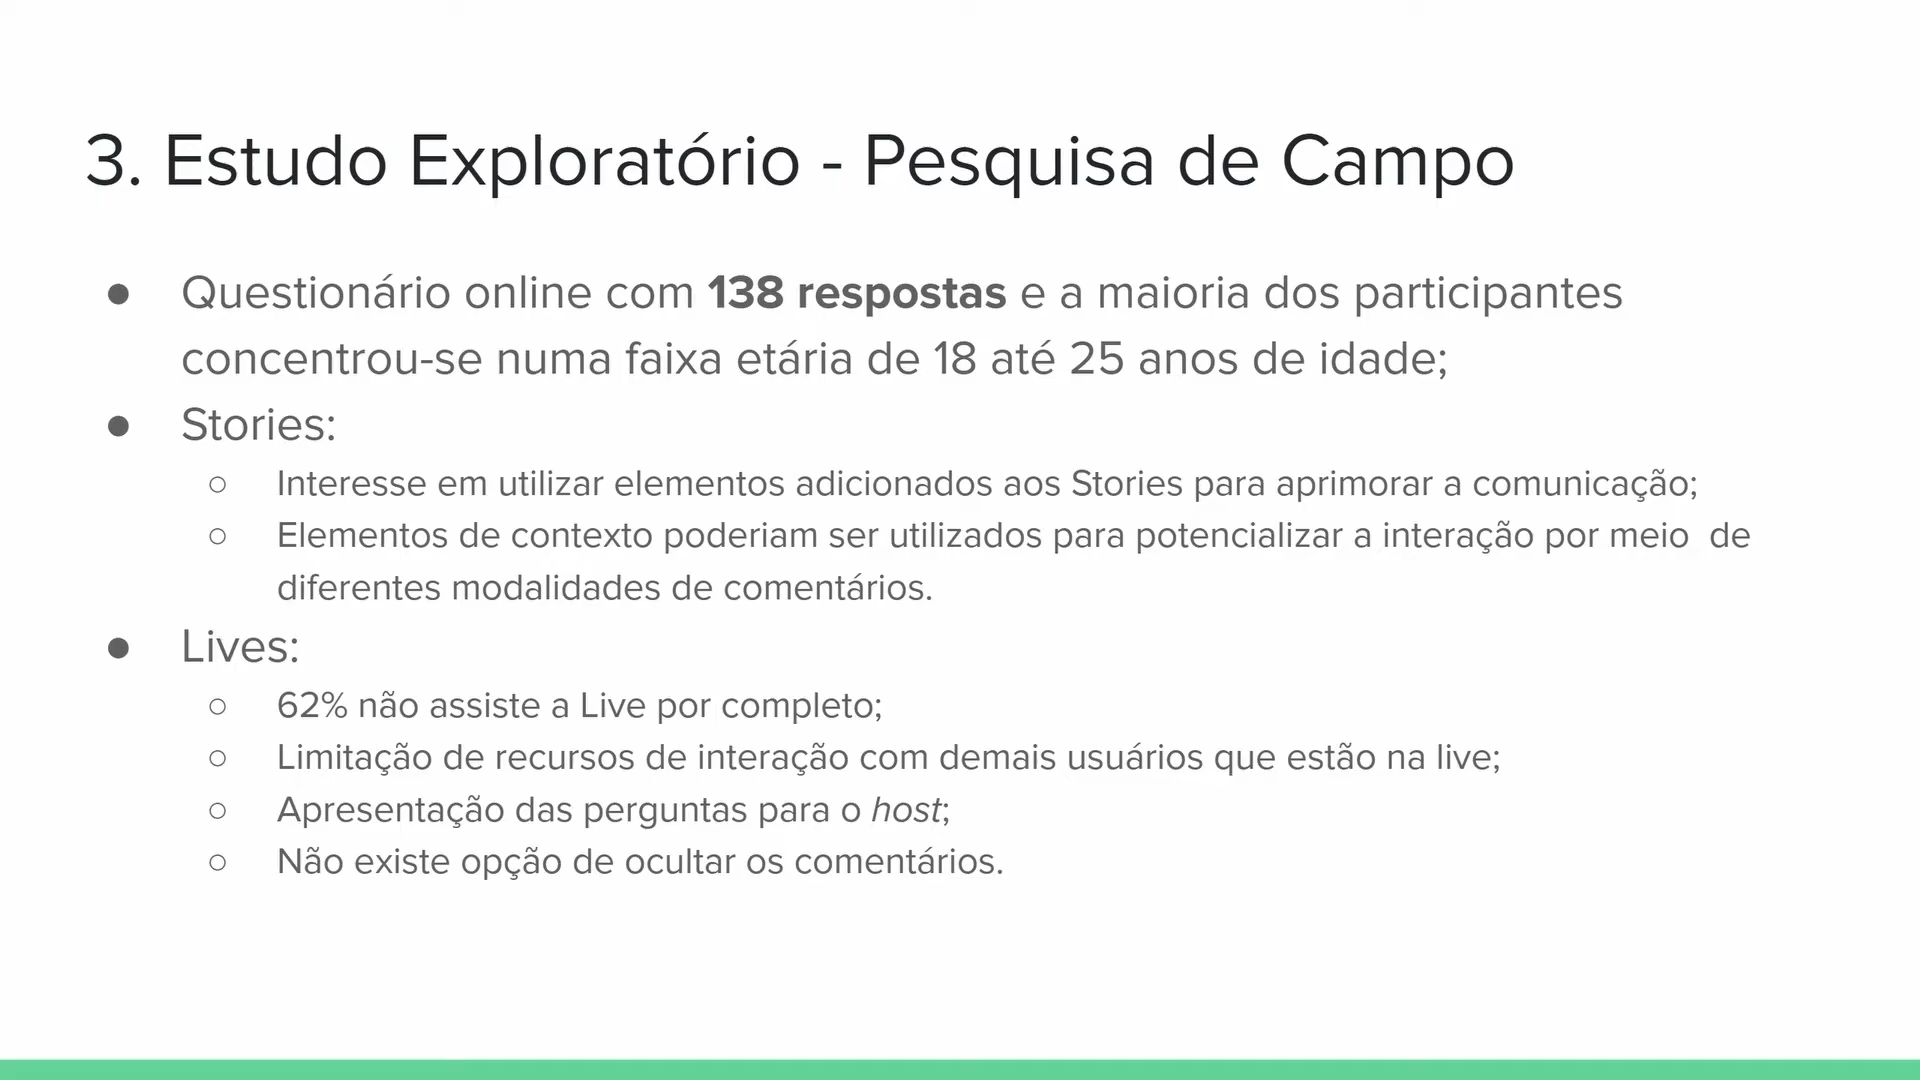 3. Estudo Exploratório - Pesquisa de Campo
● Questionário online com 138 respostas e a maioria dos participantes
concentrou-se numa faixa etária de 18 até 25 anos de idade;
● Stories:
○ Interesse em utilizar elementos adicionados aos Stories para aprimorar a comunicação;
○ Elementos de contexto poderiam ser utilizados para potencializar a interação por meio  de
diferentes modalidades de comentários.
● Lives:
○ 62% não assiste a Live por completo;
○ Limitação de recursos de interação com demais usuários que estão na live;
○ Apresentação das perguntas para o host;
○ Não existe opção de ocultar os comentários.